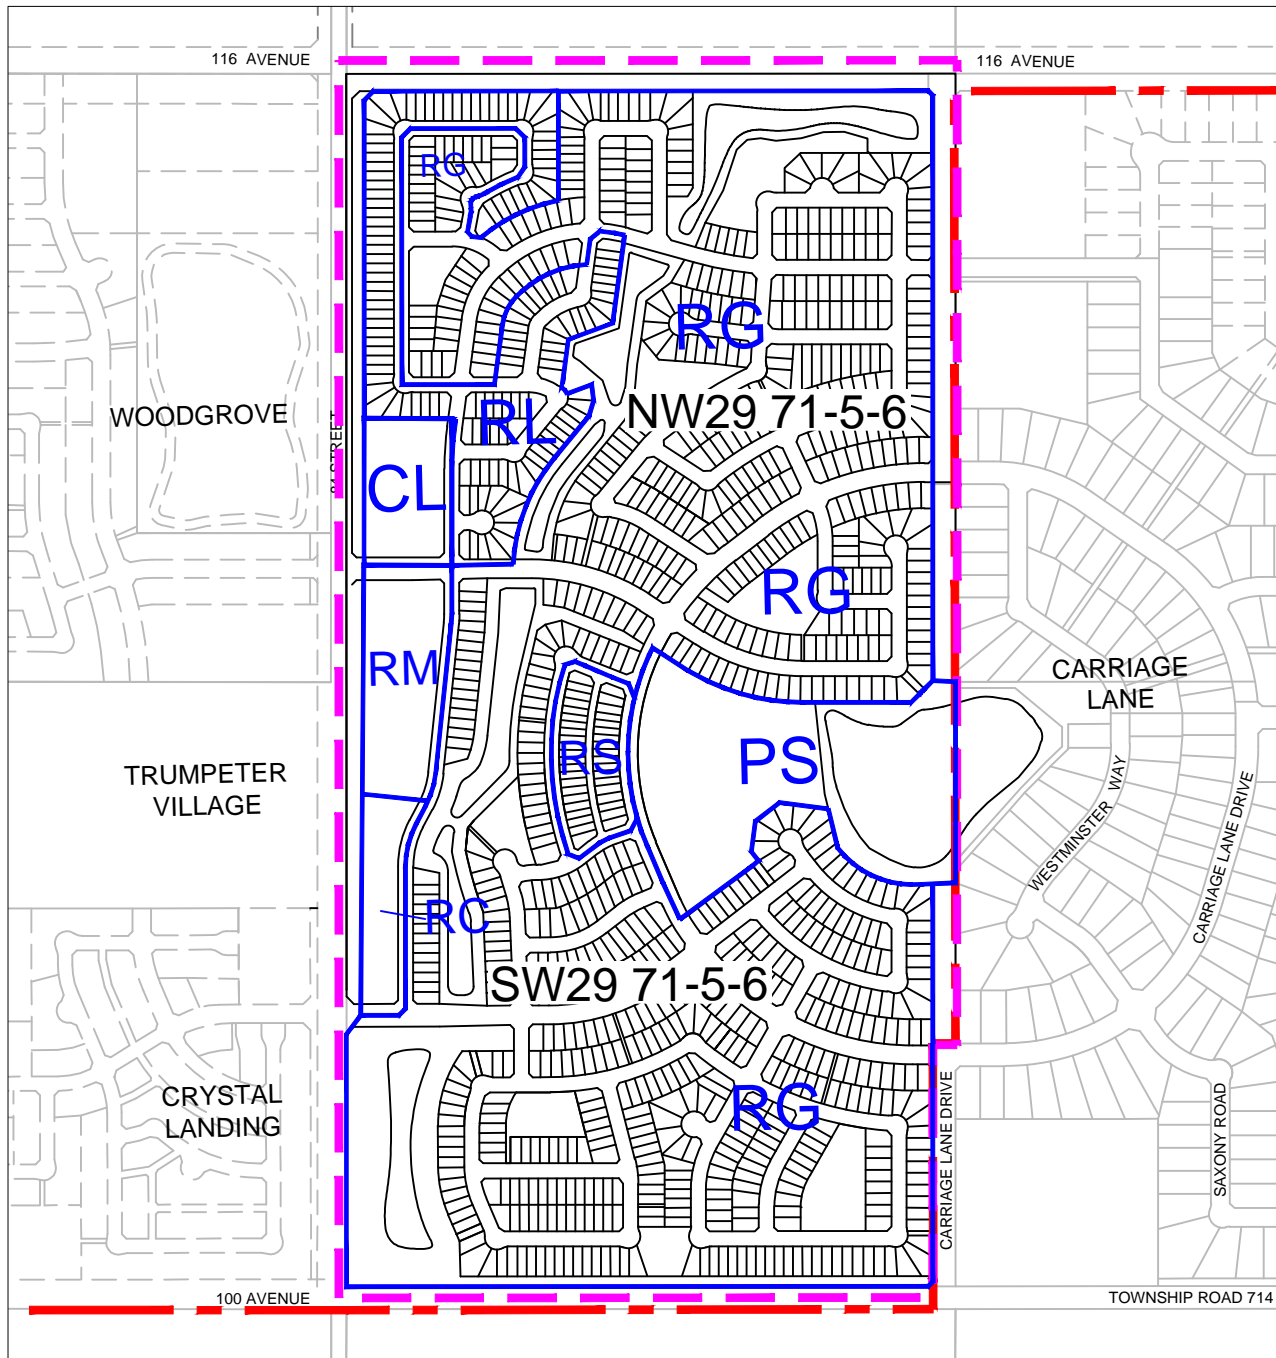 116 AVENUE
116 AVENUE
RG
RG
WOODGROVE
RL
NW29 71-5-6
CL
RG
RM
CARRIAGE
LANE
RS
PS
TRUMPETER
VILLAGE
WESTMINSTER WAY
CARRIAGE LANE DRIVE
RC
SW29 71-5-6
CRYSTAL
LANDING
RG
CARRIAGE LANE DRIVE
SAXONY ROAD
100 AVENUE
TOWNSHIP ROAD 714